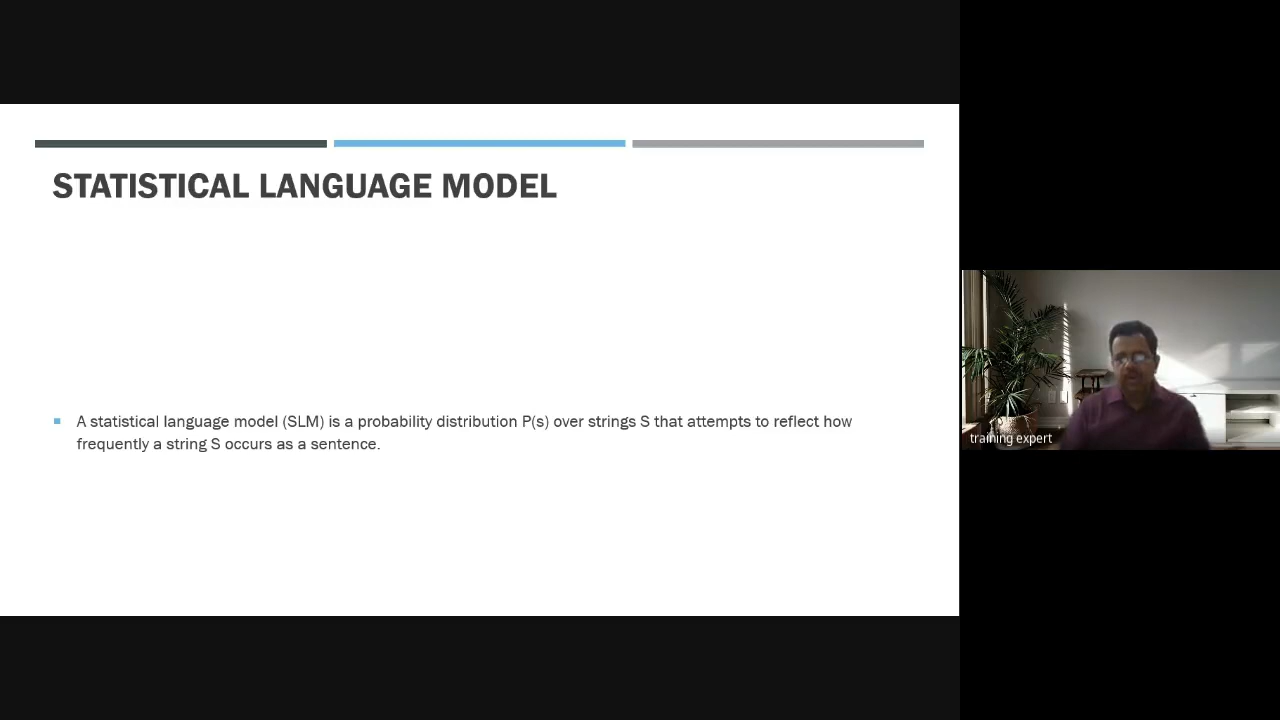 STATISTICAL LANGUAGE MODEL
A statistical language model (SLM) is a probability distribution P(s) over strings S that attempts to reflect how
frequently a string S occurs as a sentence.
training expert